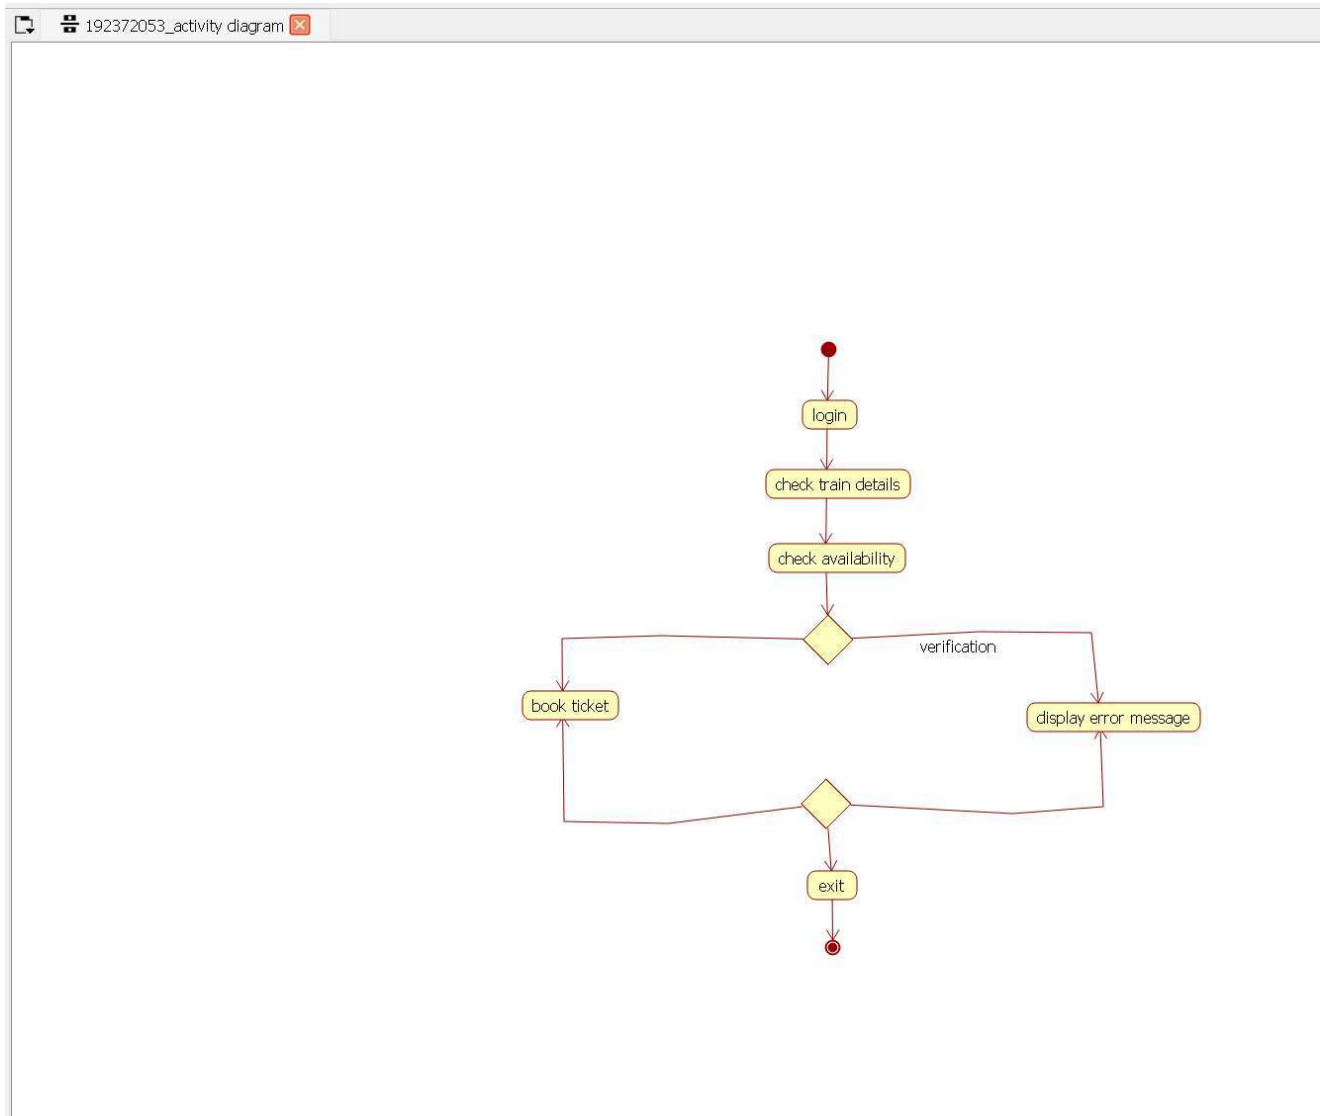 192372053_activity diagram
login
check train details
check availability
verification
book ticket
display error message
exit